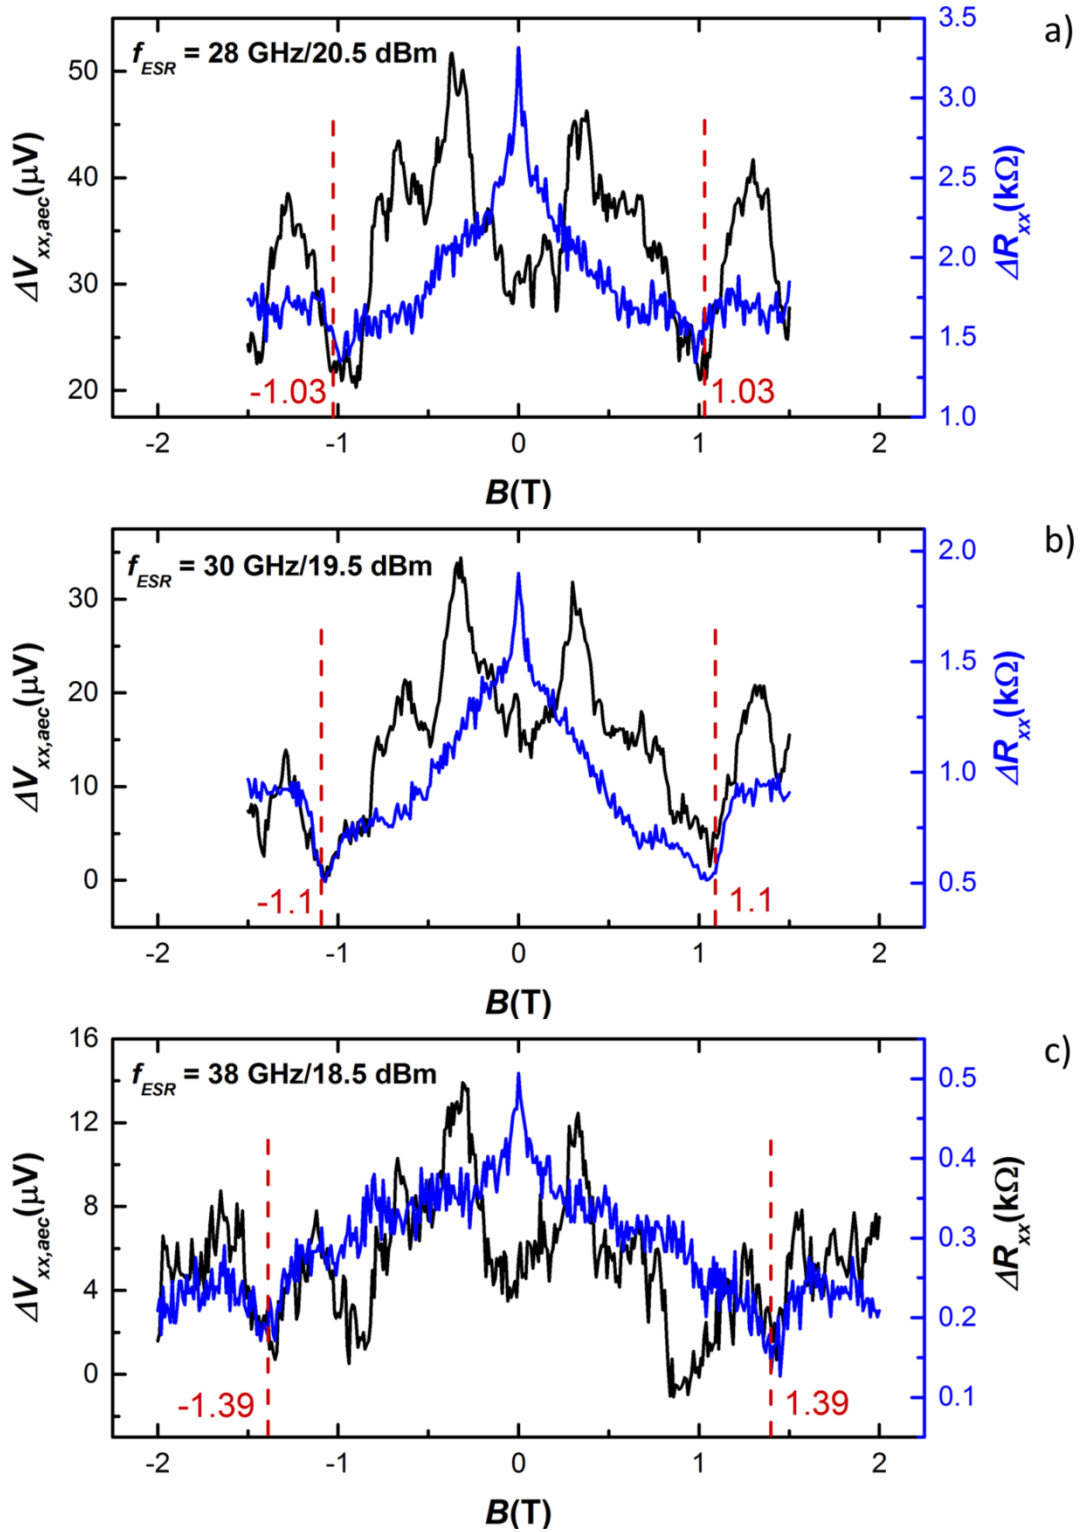 a)
f_ESR = 28 GHz/20.5 dBm
ΔV_xx,aec(μV)
50
40
30
20
3.5
3.0
2.5
2.0
1.5
1.0
ΔR_xx(kΩ)
-1.03
1.03
-2 -1 0 1 2
B(T)
b)
f_ESR = 30 GHz/19.5 dBm
ΔV_xx,aec(μV)
30
20
10
0
2.0
1.5
1.0
0.5
ΔR_xx(kΩ)
-1.1
1.1
-2 -1 0 1 2
B(T)
c)
f_ESR = 38 GHz/18.5 dBm
ΔV_xx,aec(μV)
16
12
8
4
0
0.5
0.4
0.3
0.2
0.1
ΔR_xx(kΩ)
-1.39
1.39
-2 -1 0 1 2
B(T)